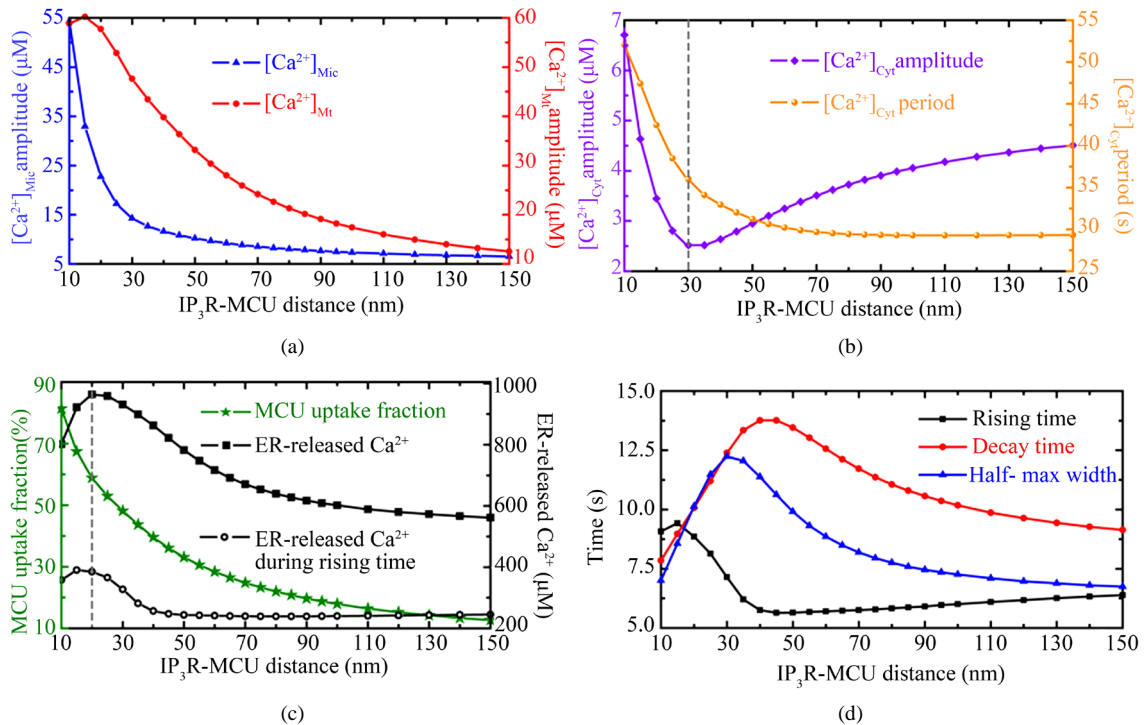 55
45
35
25
15
5
[Ca²⁺]Mic amplitude (μM)
[Ca²⁺]Mic
[Ca²⁺]Mt
60
50
40
30
20
10
[Ca²⁺]Mt amplitude (μM)
10 30 50 70 90 110 130 150
IP₃R-MCU distance (nm)
(a)
7
6
5
4
3
2
[Ca²⁺]Cyt amplitude (μM)
[Ca²⁺]Cyt amplitude
[Ca²⁺]Cyt period
55
50
45
40
35
30
25
[Ca²⁺]Cyt period (s)
10 30 50 70 90 110 130 150
IP₃R-MCU distance (nm)
(b)
90
70
50
30
10
MCU uptake fraction(%)
MCU uptake fraction
ER-released Ca²⁺
ER-released Ca²⁺
during rising time
1000
800
600
400
200
ER-released Ca²⁺ (μM)
10 30 50 70 90 110 130 150
IP₃R-MCU distance (nm)
(c)
15.0
12.5
10.0
7.5
5.0
Time (s)
Rising time
Decay time
Half- max width
10 30 50 70 90 110 130 150
IP₃R-MCU distance (nm)
(d)